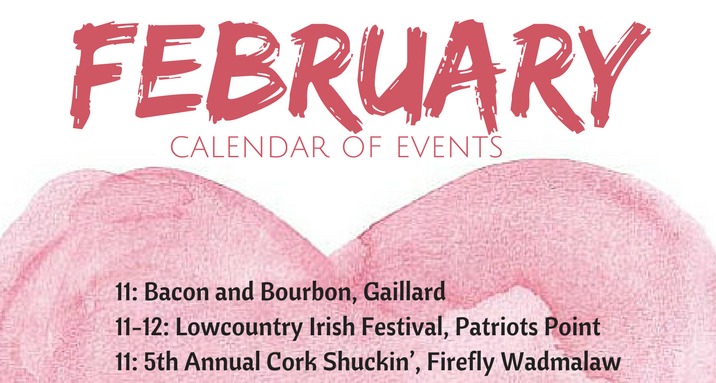 FEBRUARY
CALENDAR OF EVENTS
11: Bacon and Bourbon, Gaillard
11-12: Lowcountry Irish Festival, Patriots Point
11: 5th Annual Cork Shuckin', Firefly Wadmalaw